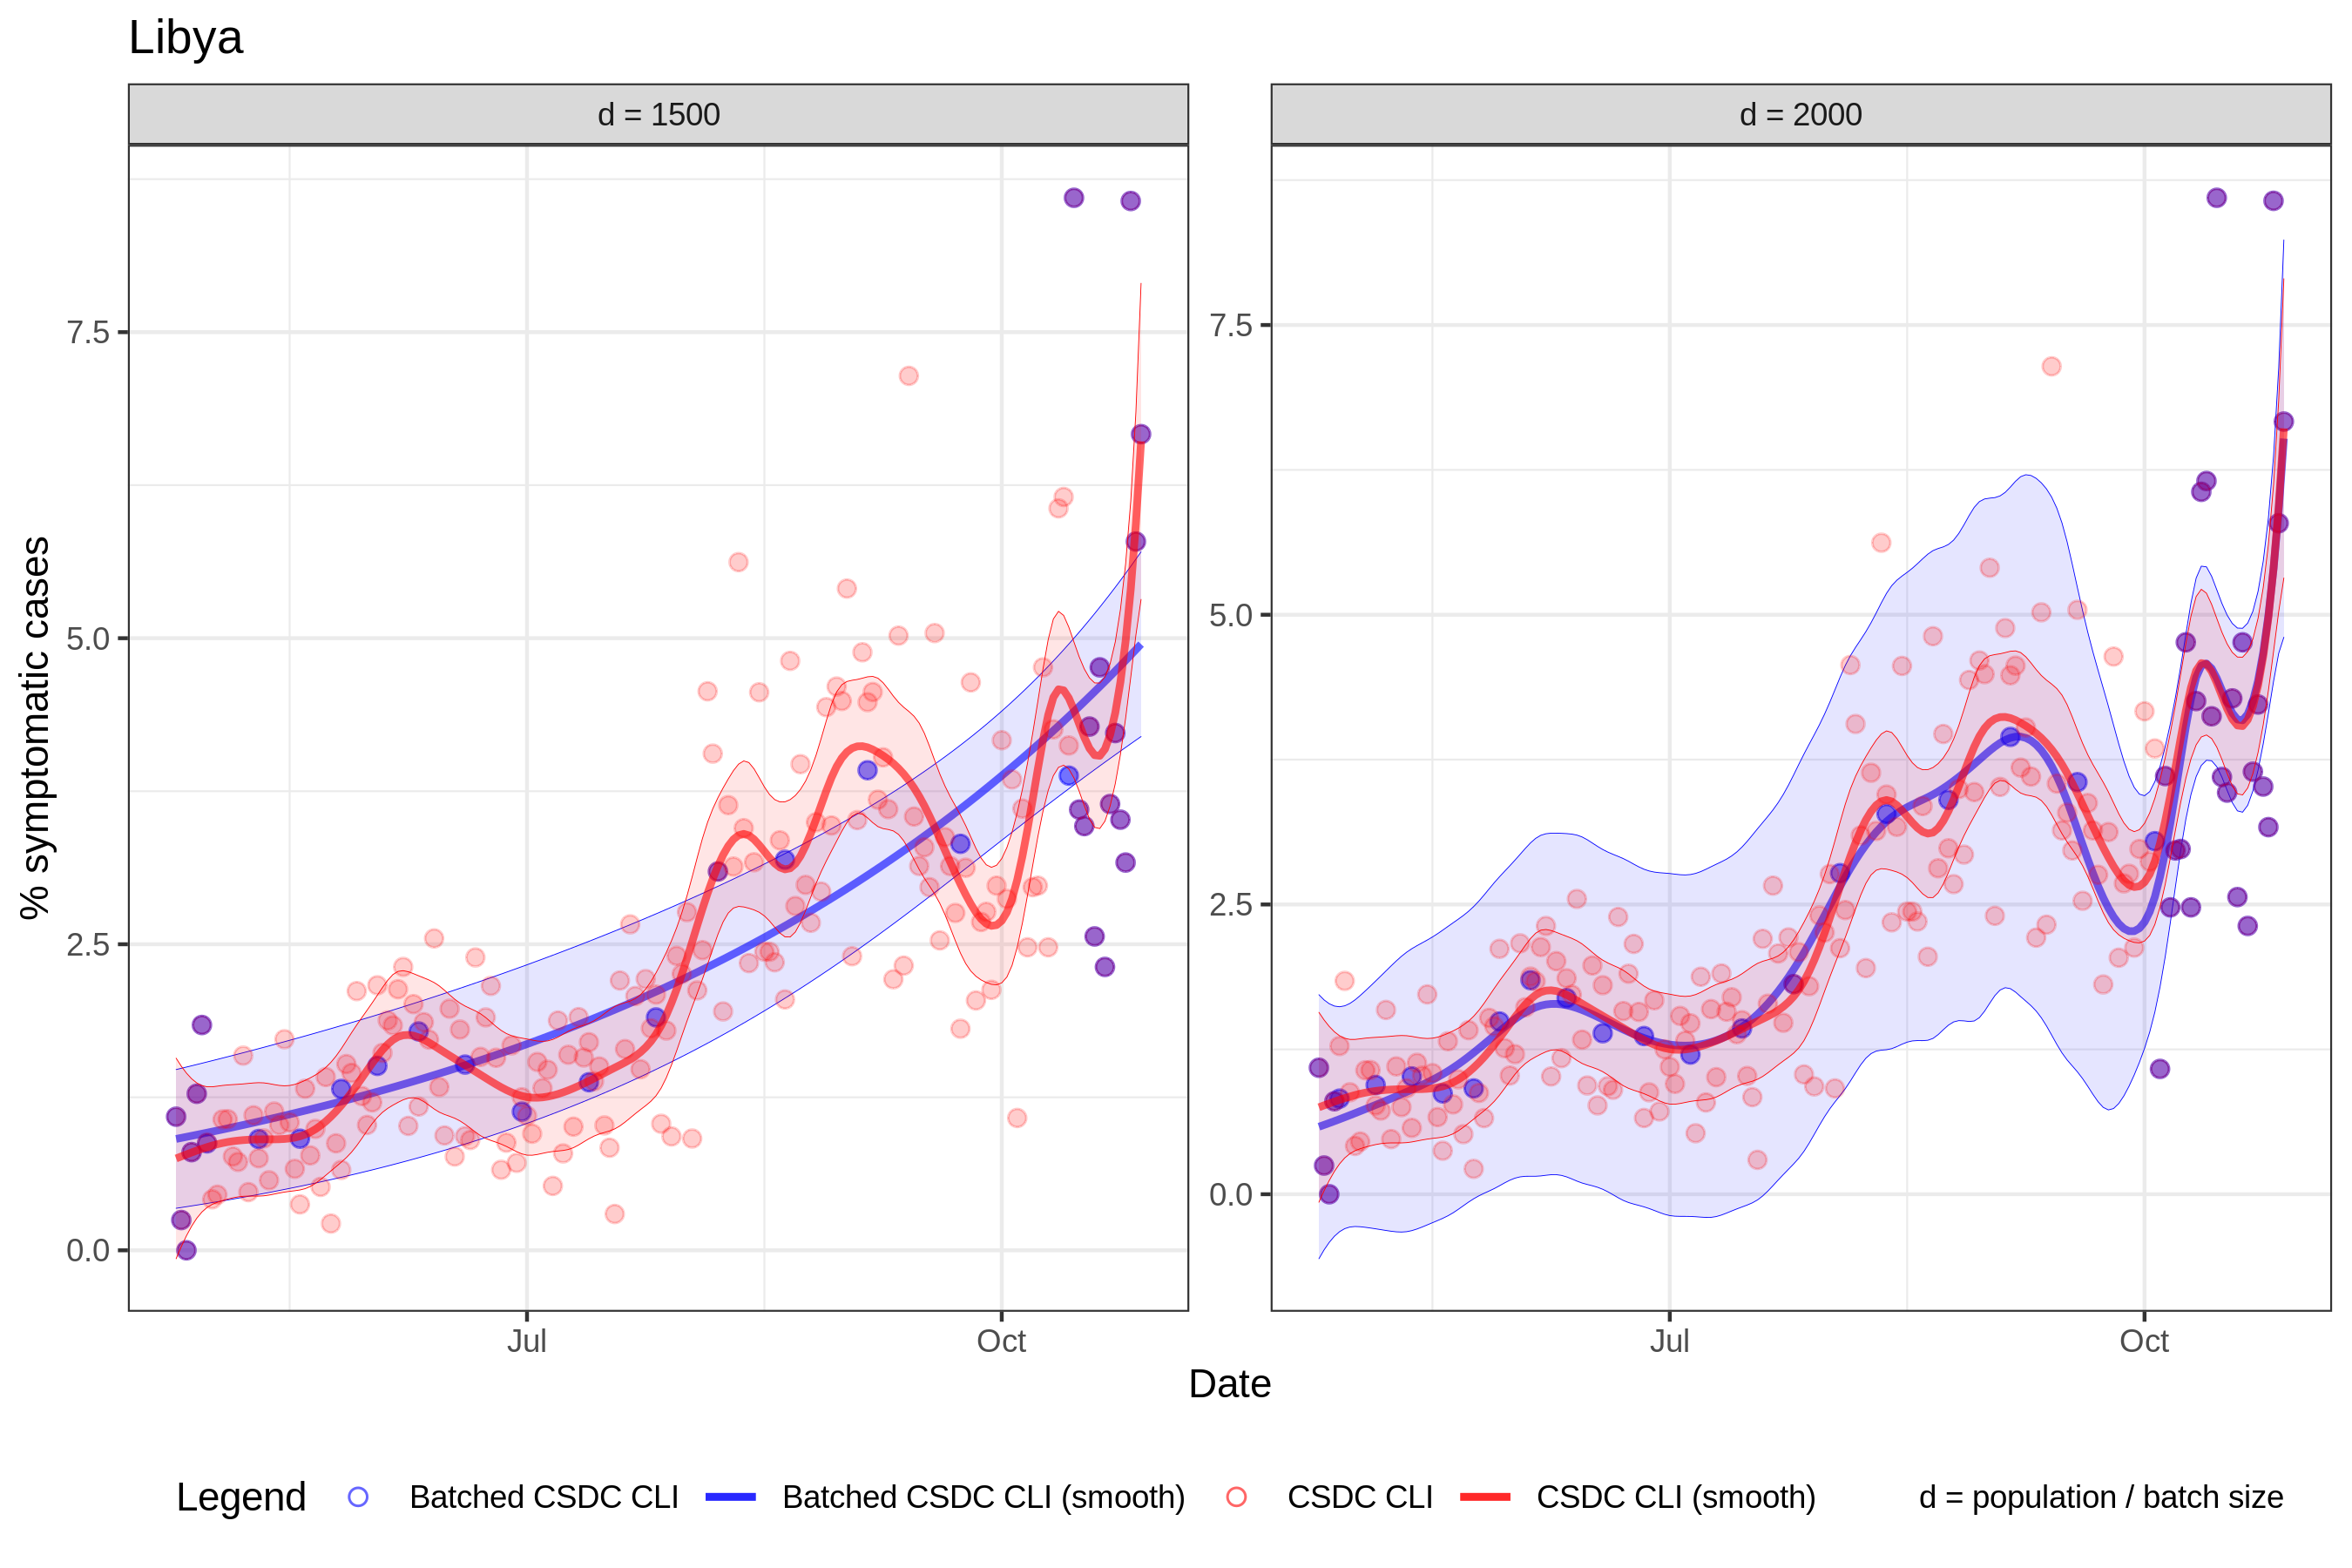 Libya
d = 1500
d = 2000
% symptomatic cases
7.5
5.0
2.5
0.0
7.5
5.0
2.5
0.0
Jul
Oct
Jul
Oct
Date
Legend
Batched CSDC CLI
Batched CSDC CLI (smooth)
CSDC CLI
CSDC CLI (smooth)
d = population / batch size